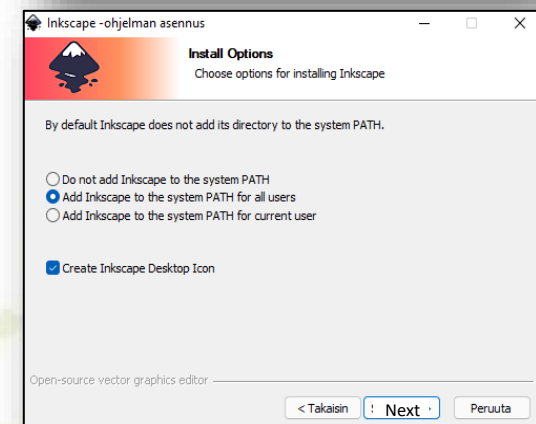 Inkscape -ohjelman asennus
Install Options
Choose options for installing Inkscape
By default Inkscape does not add its directory to the system PATH.
Do not add Inkscape to the system PATH
Add Inkscape to the system PATH for all users
Add Inkscape to the system PATH for current user
Create Inkscape Desktop Icon
Open-source vector graphics editor
< Takaisin Next Peruuta